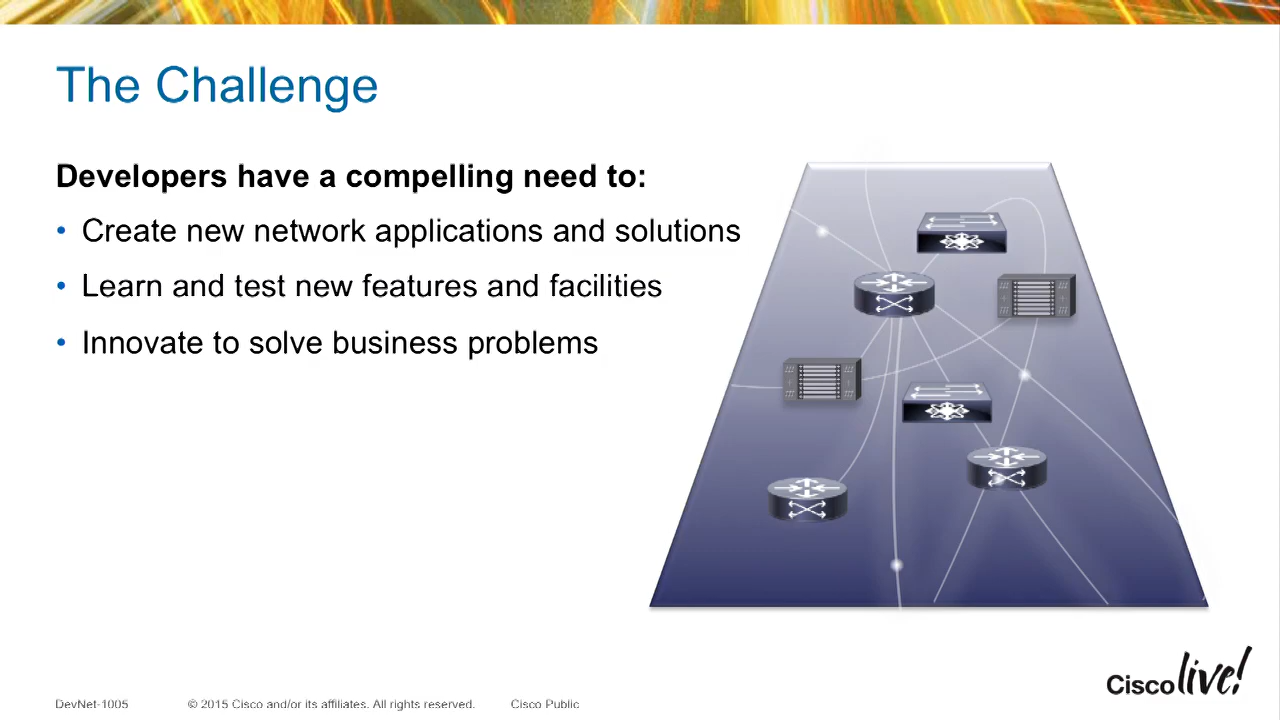 The Challenge
Developers have a compelling need to:
• Create new network applications and solutions
• Learn and test new features and facilities
• Innovate to solve business problems
DevNet-1005 © 2015 Cisco and/or its affiliates. All rights reserved. Cisco Public
Cisco live!